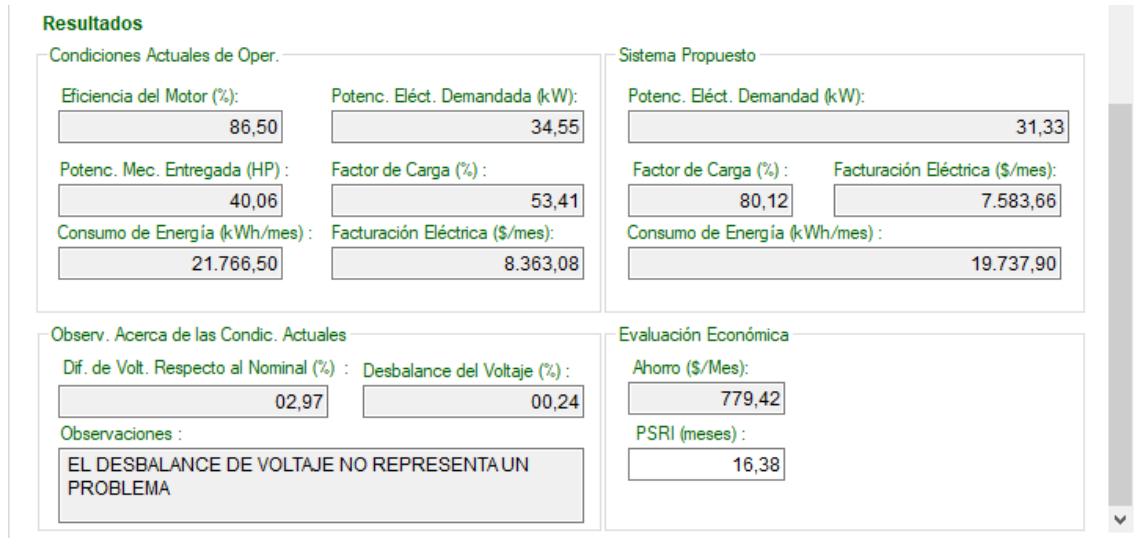 Resultados
Condiciones Actuales de Oper.
Eficiencia del Motor (%):
Potenc. Eléct. Demandada (kW):
86,50
34,55
Potenc. Mec. Entregada (HP) :
Factor de Carga (%) :
40,06
53,41
Consumo de Energía (kWh/mes) :
Facturación Eléctrica ($/mes):
21.766,50
8.363,08
Sistema Propuesto
Potenc. Eléct. Demandad (kW):
31,33
Factor de Carga (%) :
Facturación Eléctrica ($/mes):
80,12
7.583,66
Consumo de Energía (kWh/mes) :
19.737,90
Observ. Acerca de las Condic. Actuales
Dif. de Volt. Respecto al Nominal (%) :
Desbalance del Voltaje (%) :
02,97
00,24
Observaciones :
EL DESBALANCE DE VOLTAJE NO REPRESENTA UN
PROBLEMA
Evaluación Económica
Ahorro ($/Mes):
779,42
PSRI (meses) :
16,38